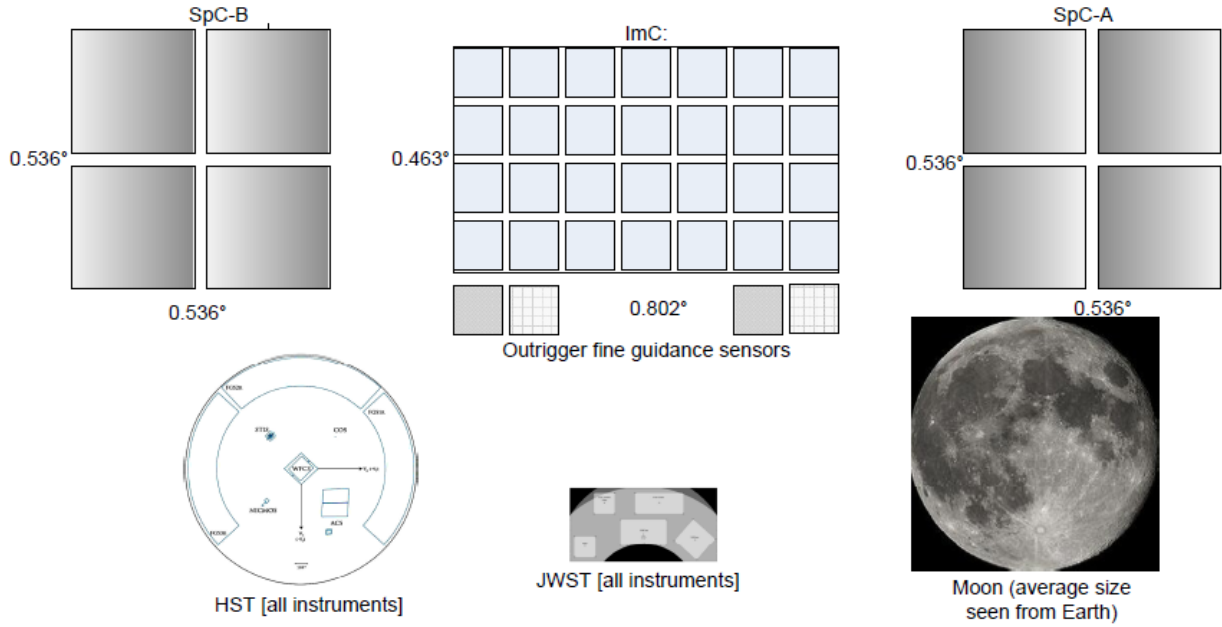 SpC-B
ImC:
SpC-A
0.536°
0.463°
0.536°
0.536°
0.802°
0.536°
Outrigger fine guidance sensors
STIS
COS
WFC3
NICMOS
ACS
HST [all instruments]
JWST [all instruments]
Moon (average size
seen from Earth)